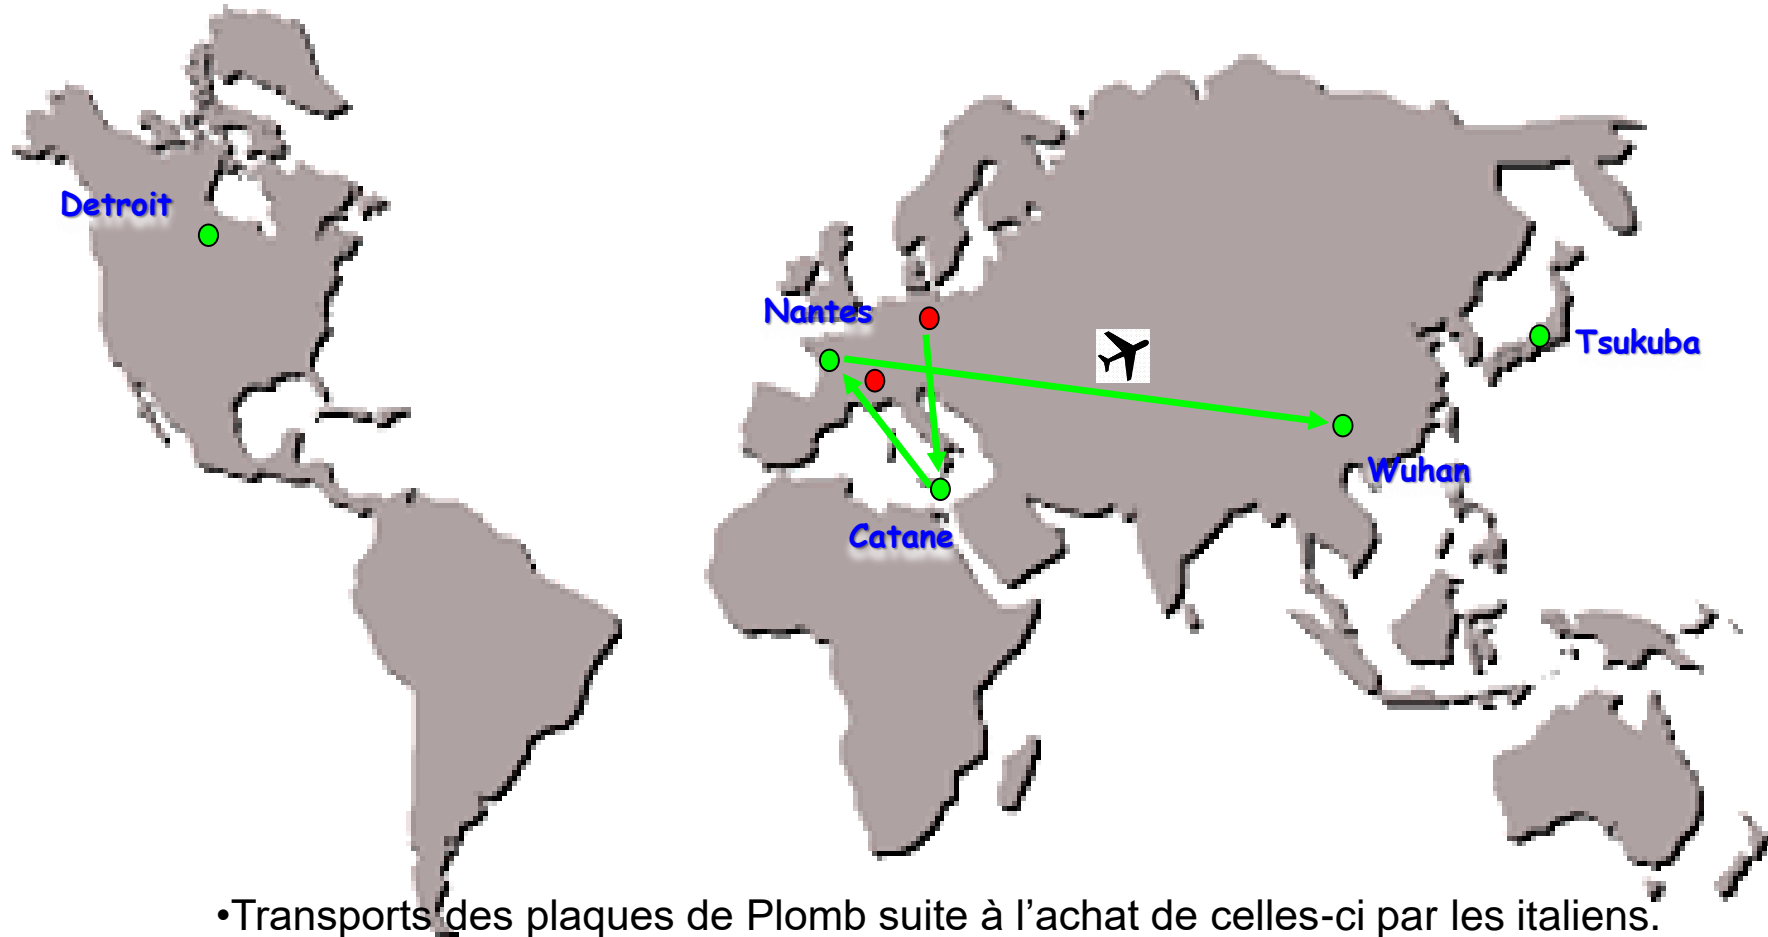 Detroit
Nantes
Tsukuba
Wuhan
Catane
•Transports des plaques de Plomb suite à l’achat de celles-ci par les italiens.